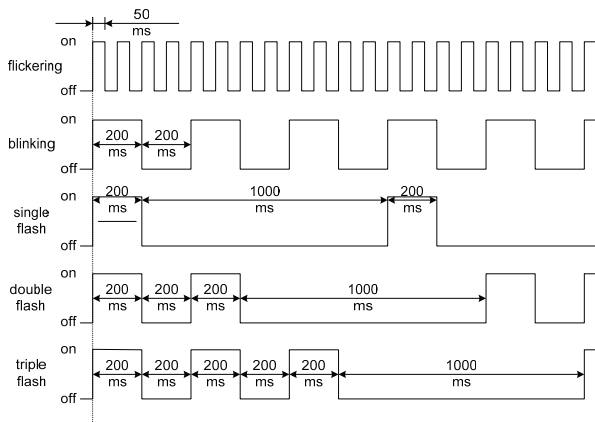 50
ms
on
flickering
off
on
blinking
200 200
ms ms
off
on
200 1000 200
single
flash
ms ms ms
off
on
double
flash
200 200 200 1000
ms ms ms ms
off
on
triple
flash
200 200 200 200 200 1000
ms ms ms ms ms ms
off